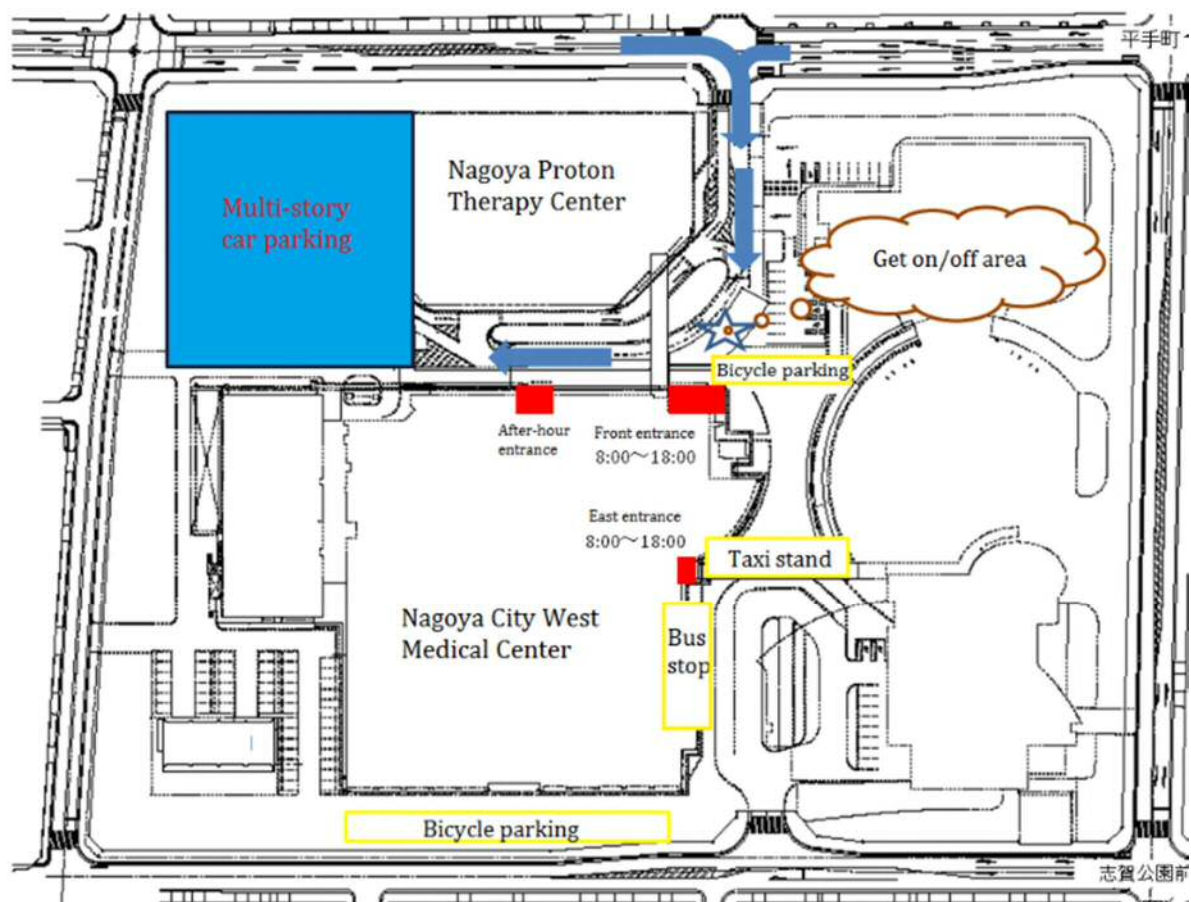 平手町
Nagoya Proton
Therapy Center
Multi-story
car parking
Get on/off area
Bicycle parking
After-hour
entrance
Front entrance
8:00～18:00
East entrance
8:00～18:00
Taxi stand
Nagoya City West
Medical Center
Bus
stop
Bicycle parking
志賀公園前